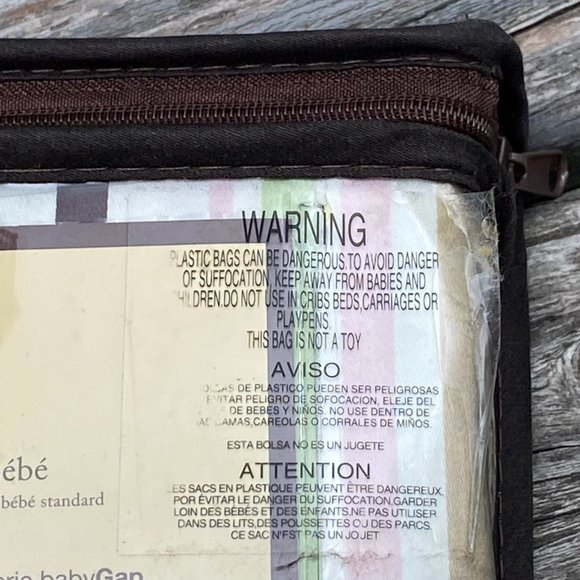 WARNING
PLASTIC BAGS CAN BE DANGEROUS.TO AVOID DANGER
OF SUFFOCATION, KEEP AWAY FROM BABIES AND
CHILDREN.DO NOT USE IN CRIBS BEDS,CARRIAGES OR
PLAYPENS.
THIS BAG IS NOT A TOY
AVISO
BOLSAS DE PLASTICO PUEDEN SER PELIGROSAS
EVITAR PELIGRO DE SOFOCACION, ELEJE DEL
DE BEBES Y NIÑOS. NO USE DENTRO DE
CAMAS,CAREOLAS O CORRALES DE MIÑOS.
ESTA BOLSA NO ES UN JUGETE
ATTENTION
LES SACS EN PLASTIQUE PEUVENT ÊTRE DANGEREUX.
POR ÉVITER LE DANGER DU SUFFOCATION,GARDER
LOIN DES BÉBÉS ET DES ENFANTS.NE PAS UTILISER
DANS DES LITS,DES POUSSETTES OU DES PARCS.
CE SAC N'EST PAS UN JOJET
bébé
bébé standard
babyGap